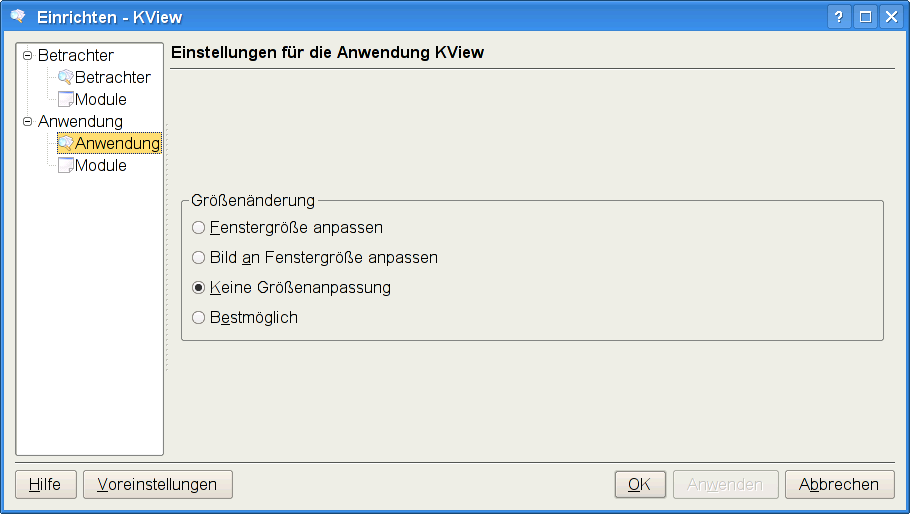 Einrichten - KView
Betrachter
Betrachter
Module
Anwendung
Anwendung
Module
Einstellungen für die Anwendung KView
Größenänderung
Fenstergröße anpassen
Bild an Fenstergröße anpassen
Keine Größenanpassung
Bestmöglich
Hilfe
Voreinstellungen
OK
Anwenden
Abbrechen